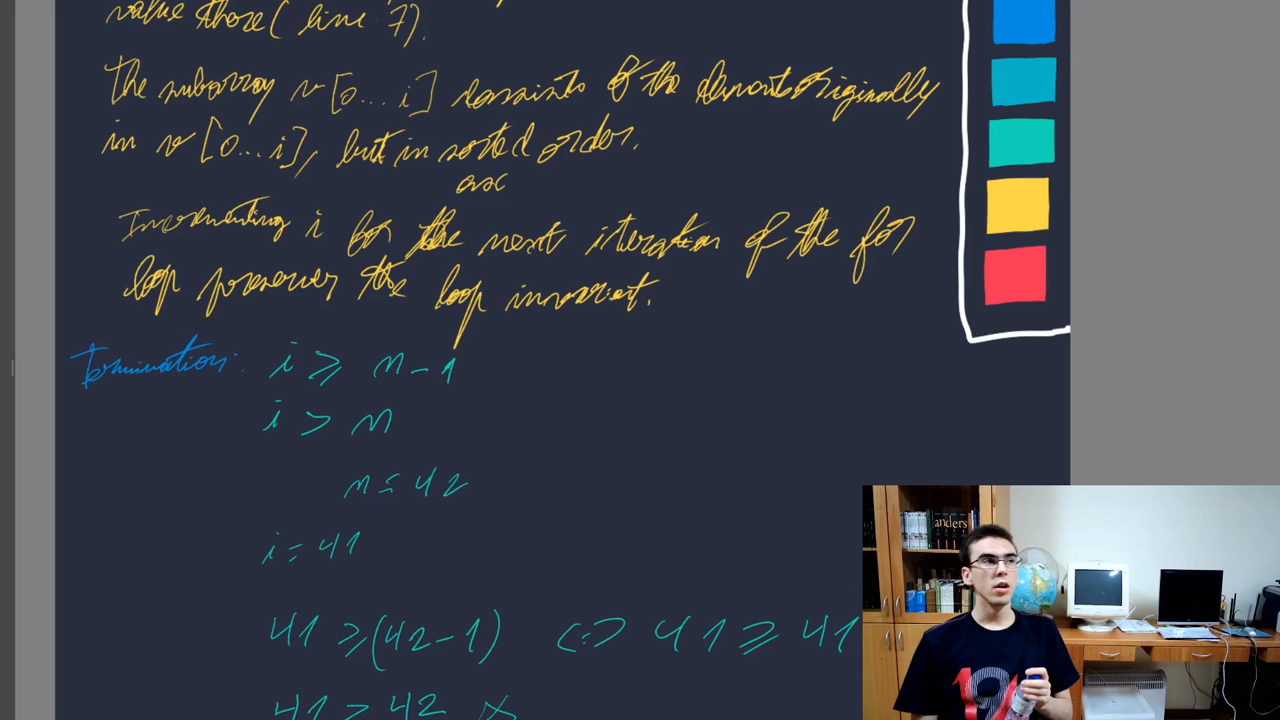 value those (line 7).
The subarray v[0...i] consists of the elements originally
in v[0...i], but in sorted order.
asc
Incrementing i for the next iteration of the for
loop preserves the loop invariant.
Termination: i ⩾ n-1
i > n
n = 42
i = 41
41 ⩾ (42-1) <=> 41 ⩾ 41
41 > 42 x
anders